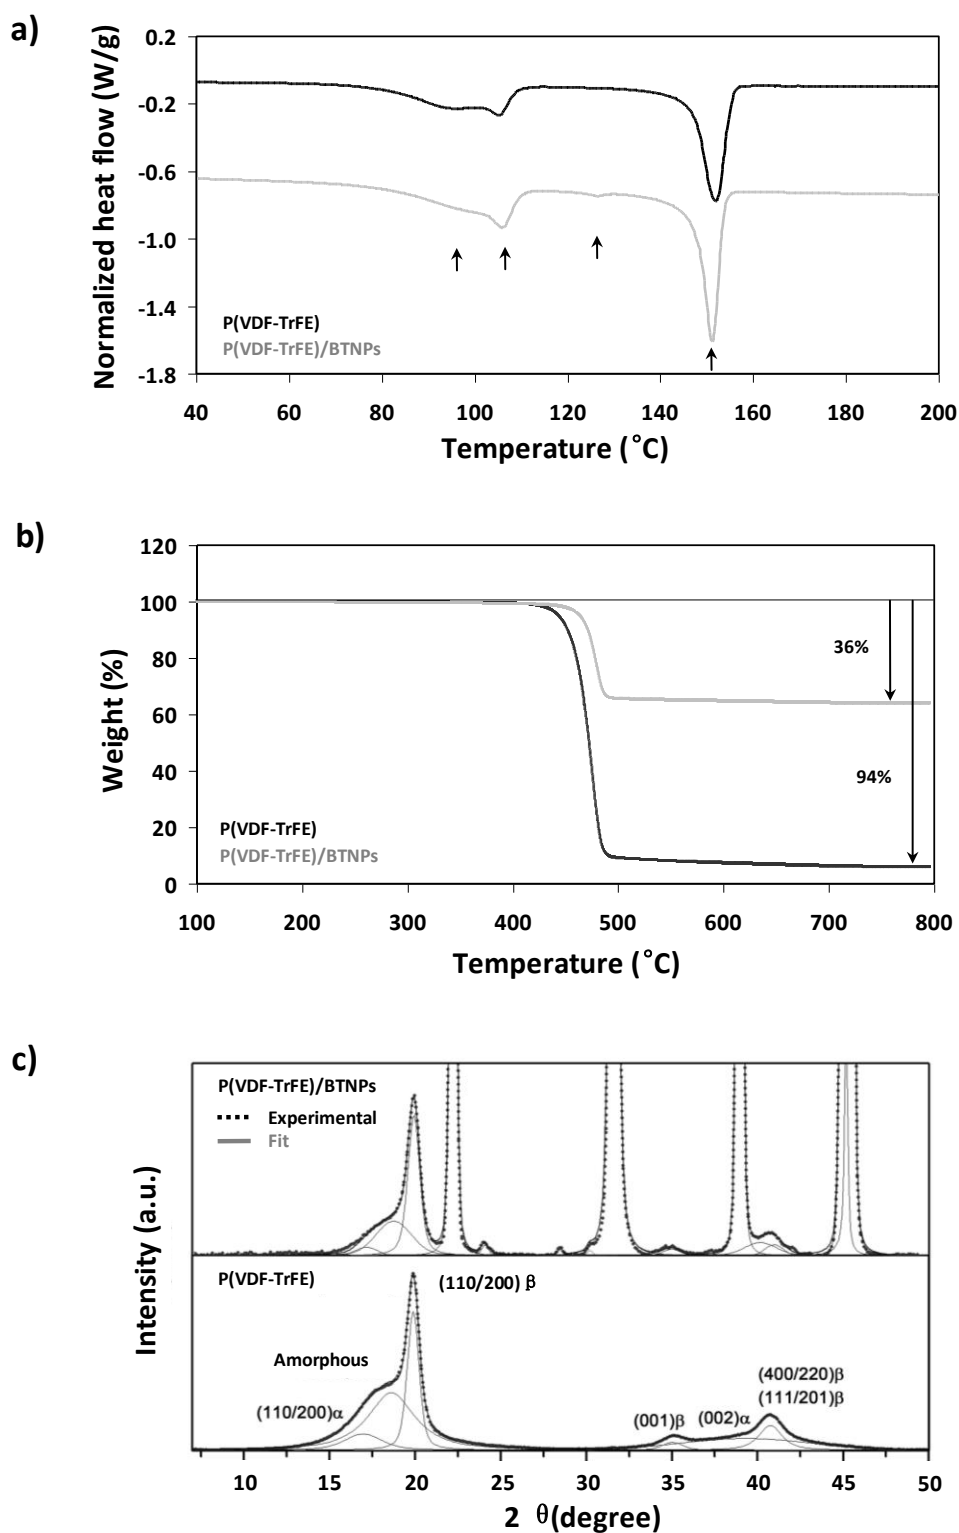 a)
Normalized heat flow (W/g)
0.2
-0.2
-0.6
-1.0
-1.4
-1.8
P(VDF-TrFE)
P(VDF-TrFE)/BTNPs
40 60 80 100 120 140 160 180 200
Temperature (°C)
b)
Weight (%)
120
100
80
60
40
20
0
36%
94%
P(VDF-TrFE)
P(VDF-TrFE)/BTNPs
100 200 300 400 500 600 700 800
Temperature (°C)
c)
Intensity (a.u.)
P(VDF-TrFE)/BTNPs
Experimental
Fit
P(VDF-TrFE)
(110/200) β
Amorphous
(110/200)α
(001)β
(002)α
(400/220)β
(111/201)β
10 15 20 25 30 35 40 45 50
2 θ(degree)